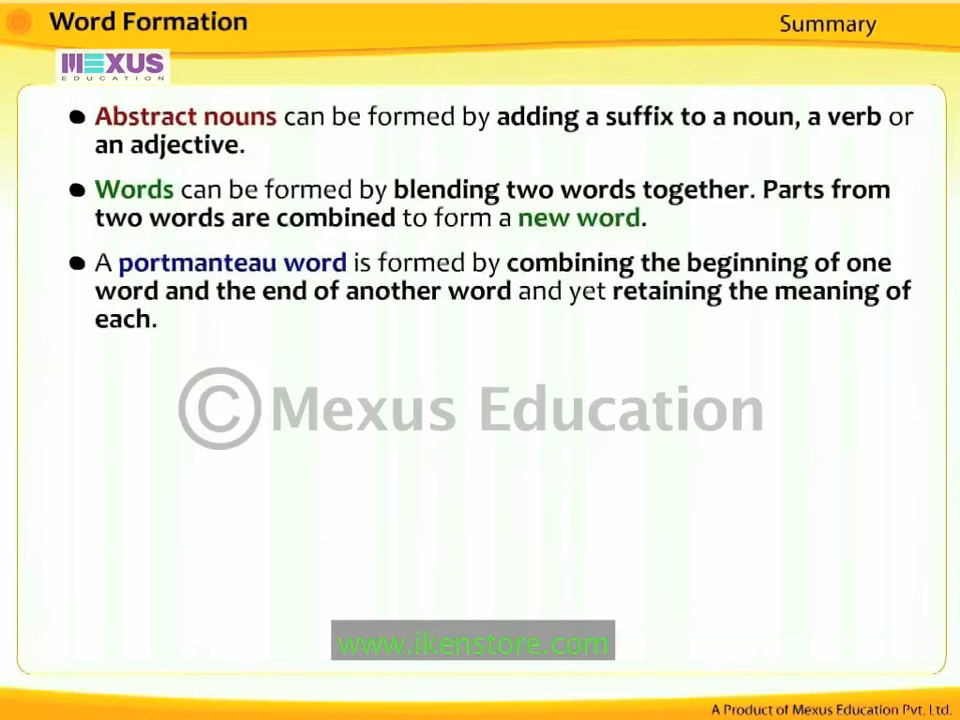 Word Formation
Summary
MEXUS
EDUCATION
● Abstract nouns can be formed by adding a suffix to a noun, a verb or
an adjective.
● Words can be formed by blending two words together. Parts from
two words are combined to form a new word.
● A portmanteau word is formed by combining the beginning of one
word and the end of another word and yet retaining the meaning of
each.
© Mexus Education
www.ikenstore.com
A Product of Mexus Education Pvt. Ltd.